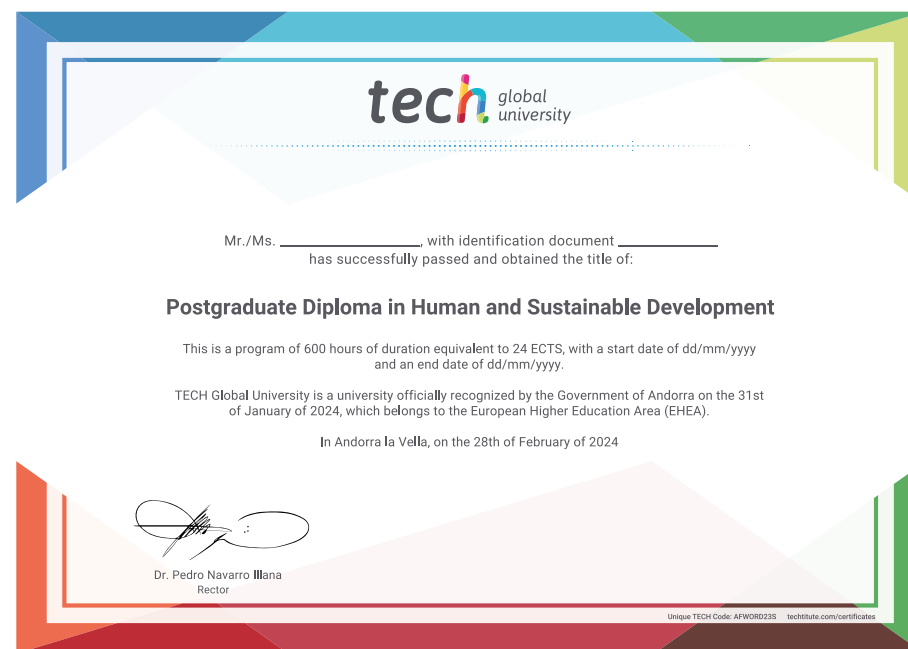 tech global university
Mr./Ms. ____________, with identification document ____________
has successfully passed and obtained the title of:
Postgraduate Diploma in Human and Sustainable Development
This is a program of 600 hours of duration equivalent to 24 ECTS, with a start date of dd/mm/yyyy
and an end date of dd/mm/yyyy.
TECH Global University is a university officially recognized by the Government of Andorra on the 31st
of January of 2024, which belongs to the European Higher Education Area (EHEA).
In Andorra la Vella, on the 28th of February of 2024
Dr. Pedro Navarro Illana
Rector
Unique TECH Code: AFWORD23S techtitute.com/certificates